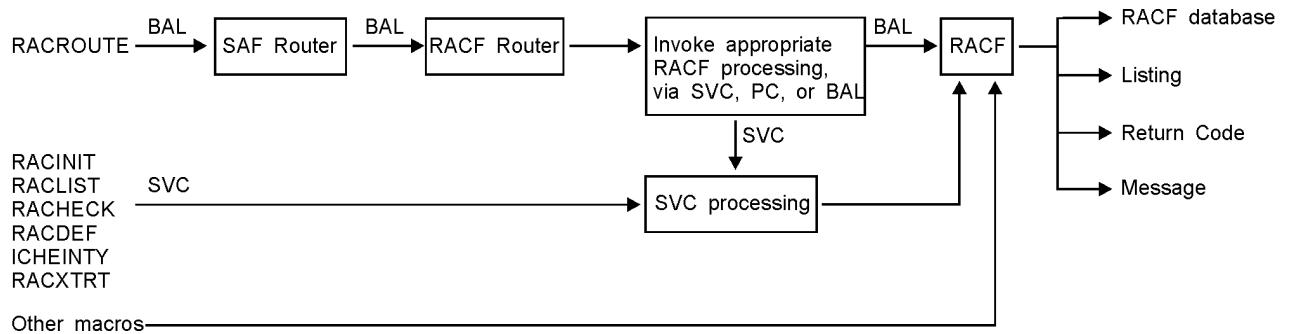 BAL
BAL
BAL
RACROUTE
SAF Router
RACF Router
Invoke appropriate
RACF processing,
via SVC, PC, or BAL
RACF
RACF database
Listing
Return Code
Message
SVC
RACINIT
RACLIST
RACHECK
RACDEF
ICHEINTY
RACXTRT
SVC
SVC processing
Other macros